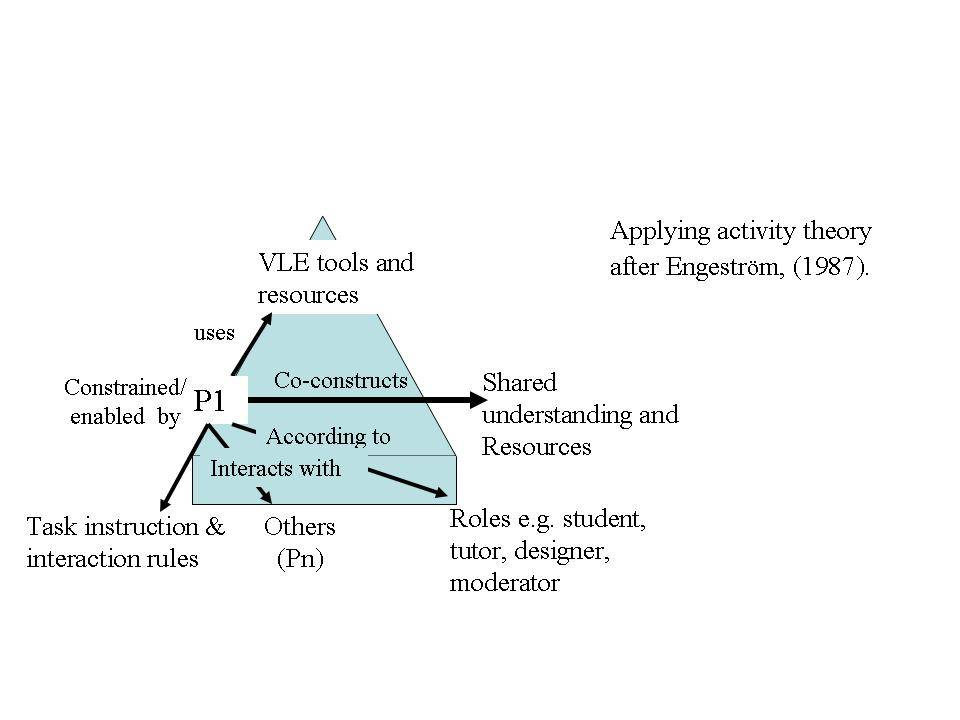 Applying activity theory
after Engeström, (1987).
VLE tools and
resources
uses
Constrained/
enabled by
P1
Co-constructs
Shared
understanding and
Resources
According to
Interacts with
Task instruction &
interaction rules
Others
(Pn)
Roles e.g. student,
tutor, designer,
moderator